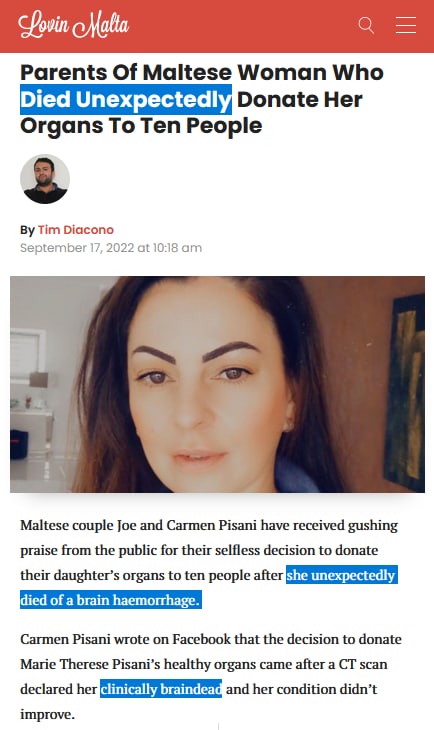 Lovin Malta
Parents Of Maltese Woman Who
Died Unexpectedly Donate Her
Organs To Ten People
By Tim Diacono
September 17, 2022 at 10:18 am
Maltese couple Joe and Carmen Pisani have received gushing
praise from the public for their selfless decision to donate
their daughter’s organs to ten people after she unexpectedly
died of a brain haemorrhage.
Carmen Pisani wrote on Facebook that the decision to donate
Marie Therese Pisani’s healthy organs came after a CT scan
declared her clinically braindead and her condition didn’t
improve.